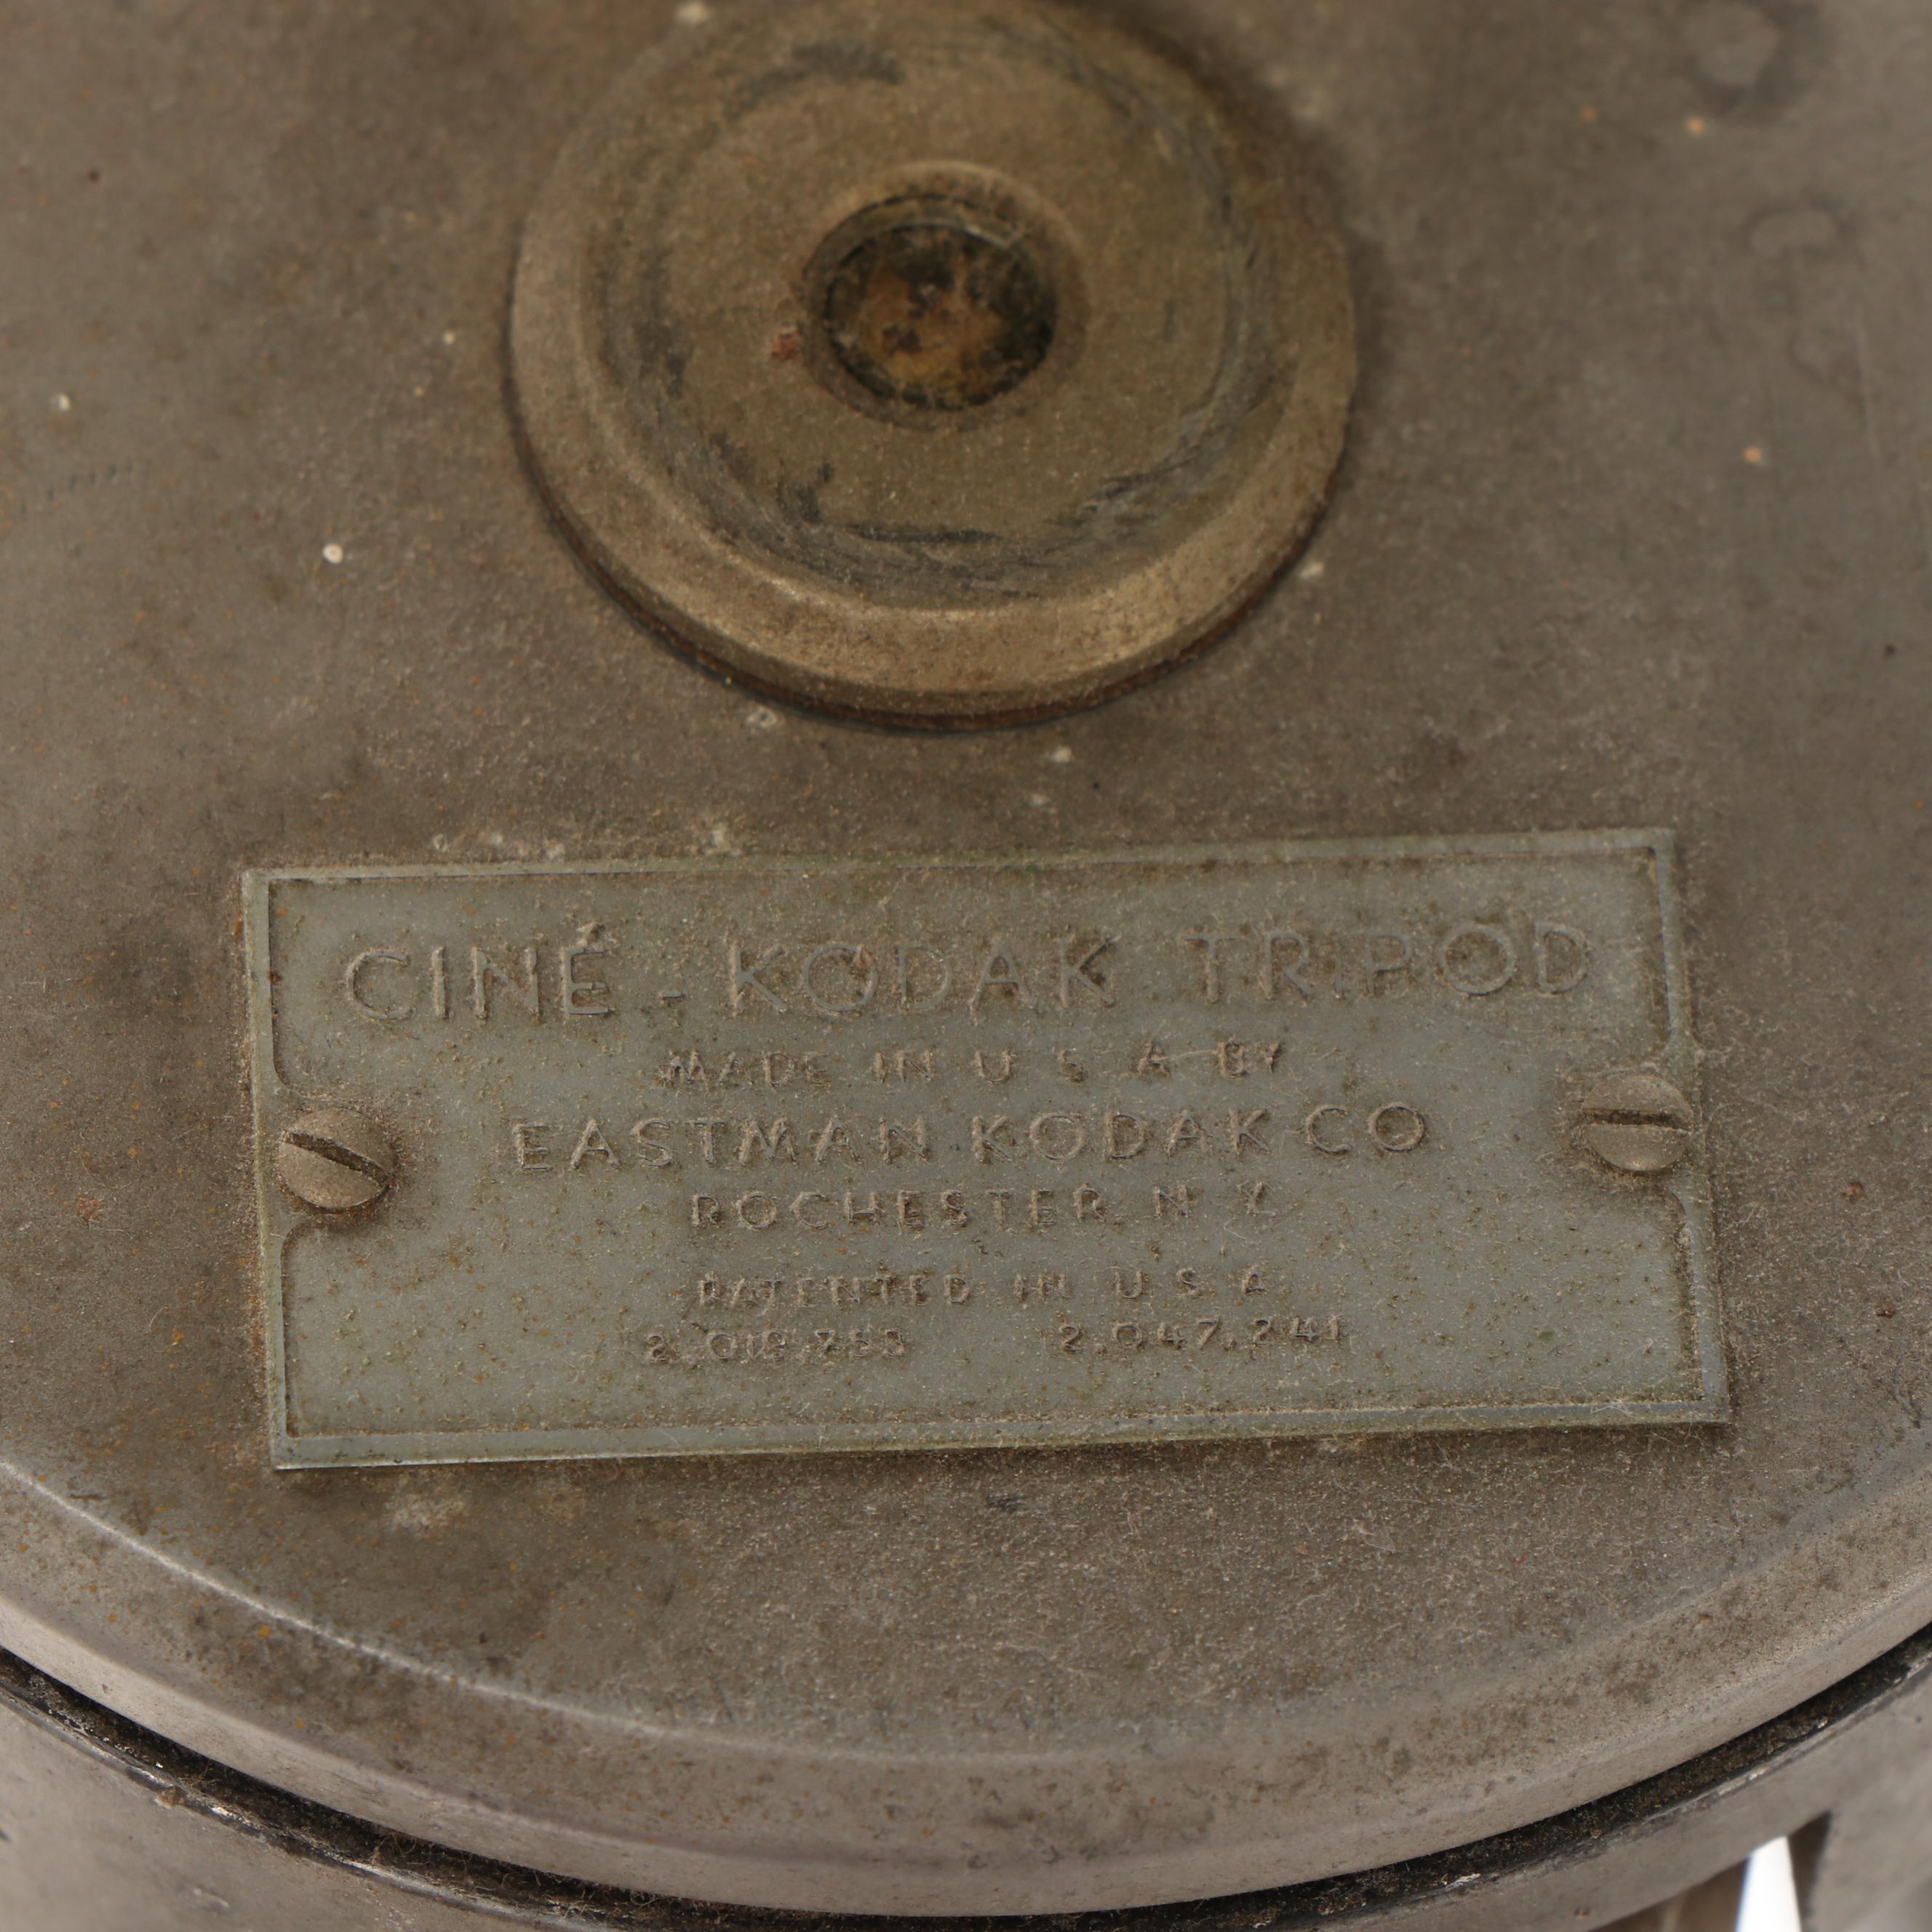 CINÉ-KODAK TRIPOD
MADE IN U S A BY
EASTMAN KODAK CO
ROCHESTER, N Y
PATENTED IN U S A
2,047,241